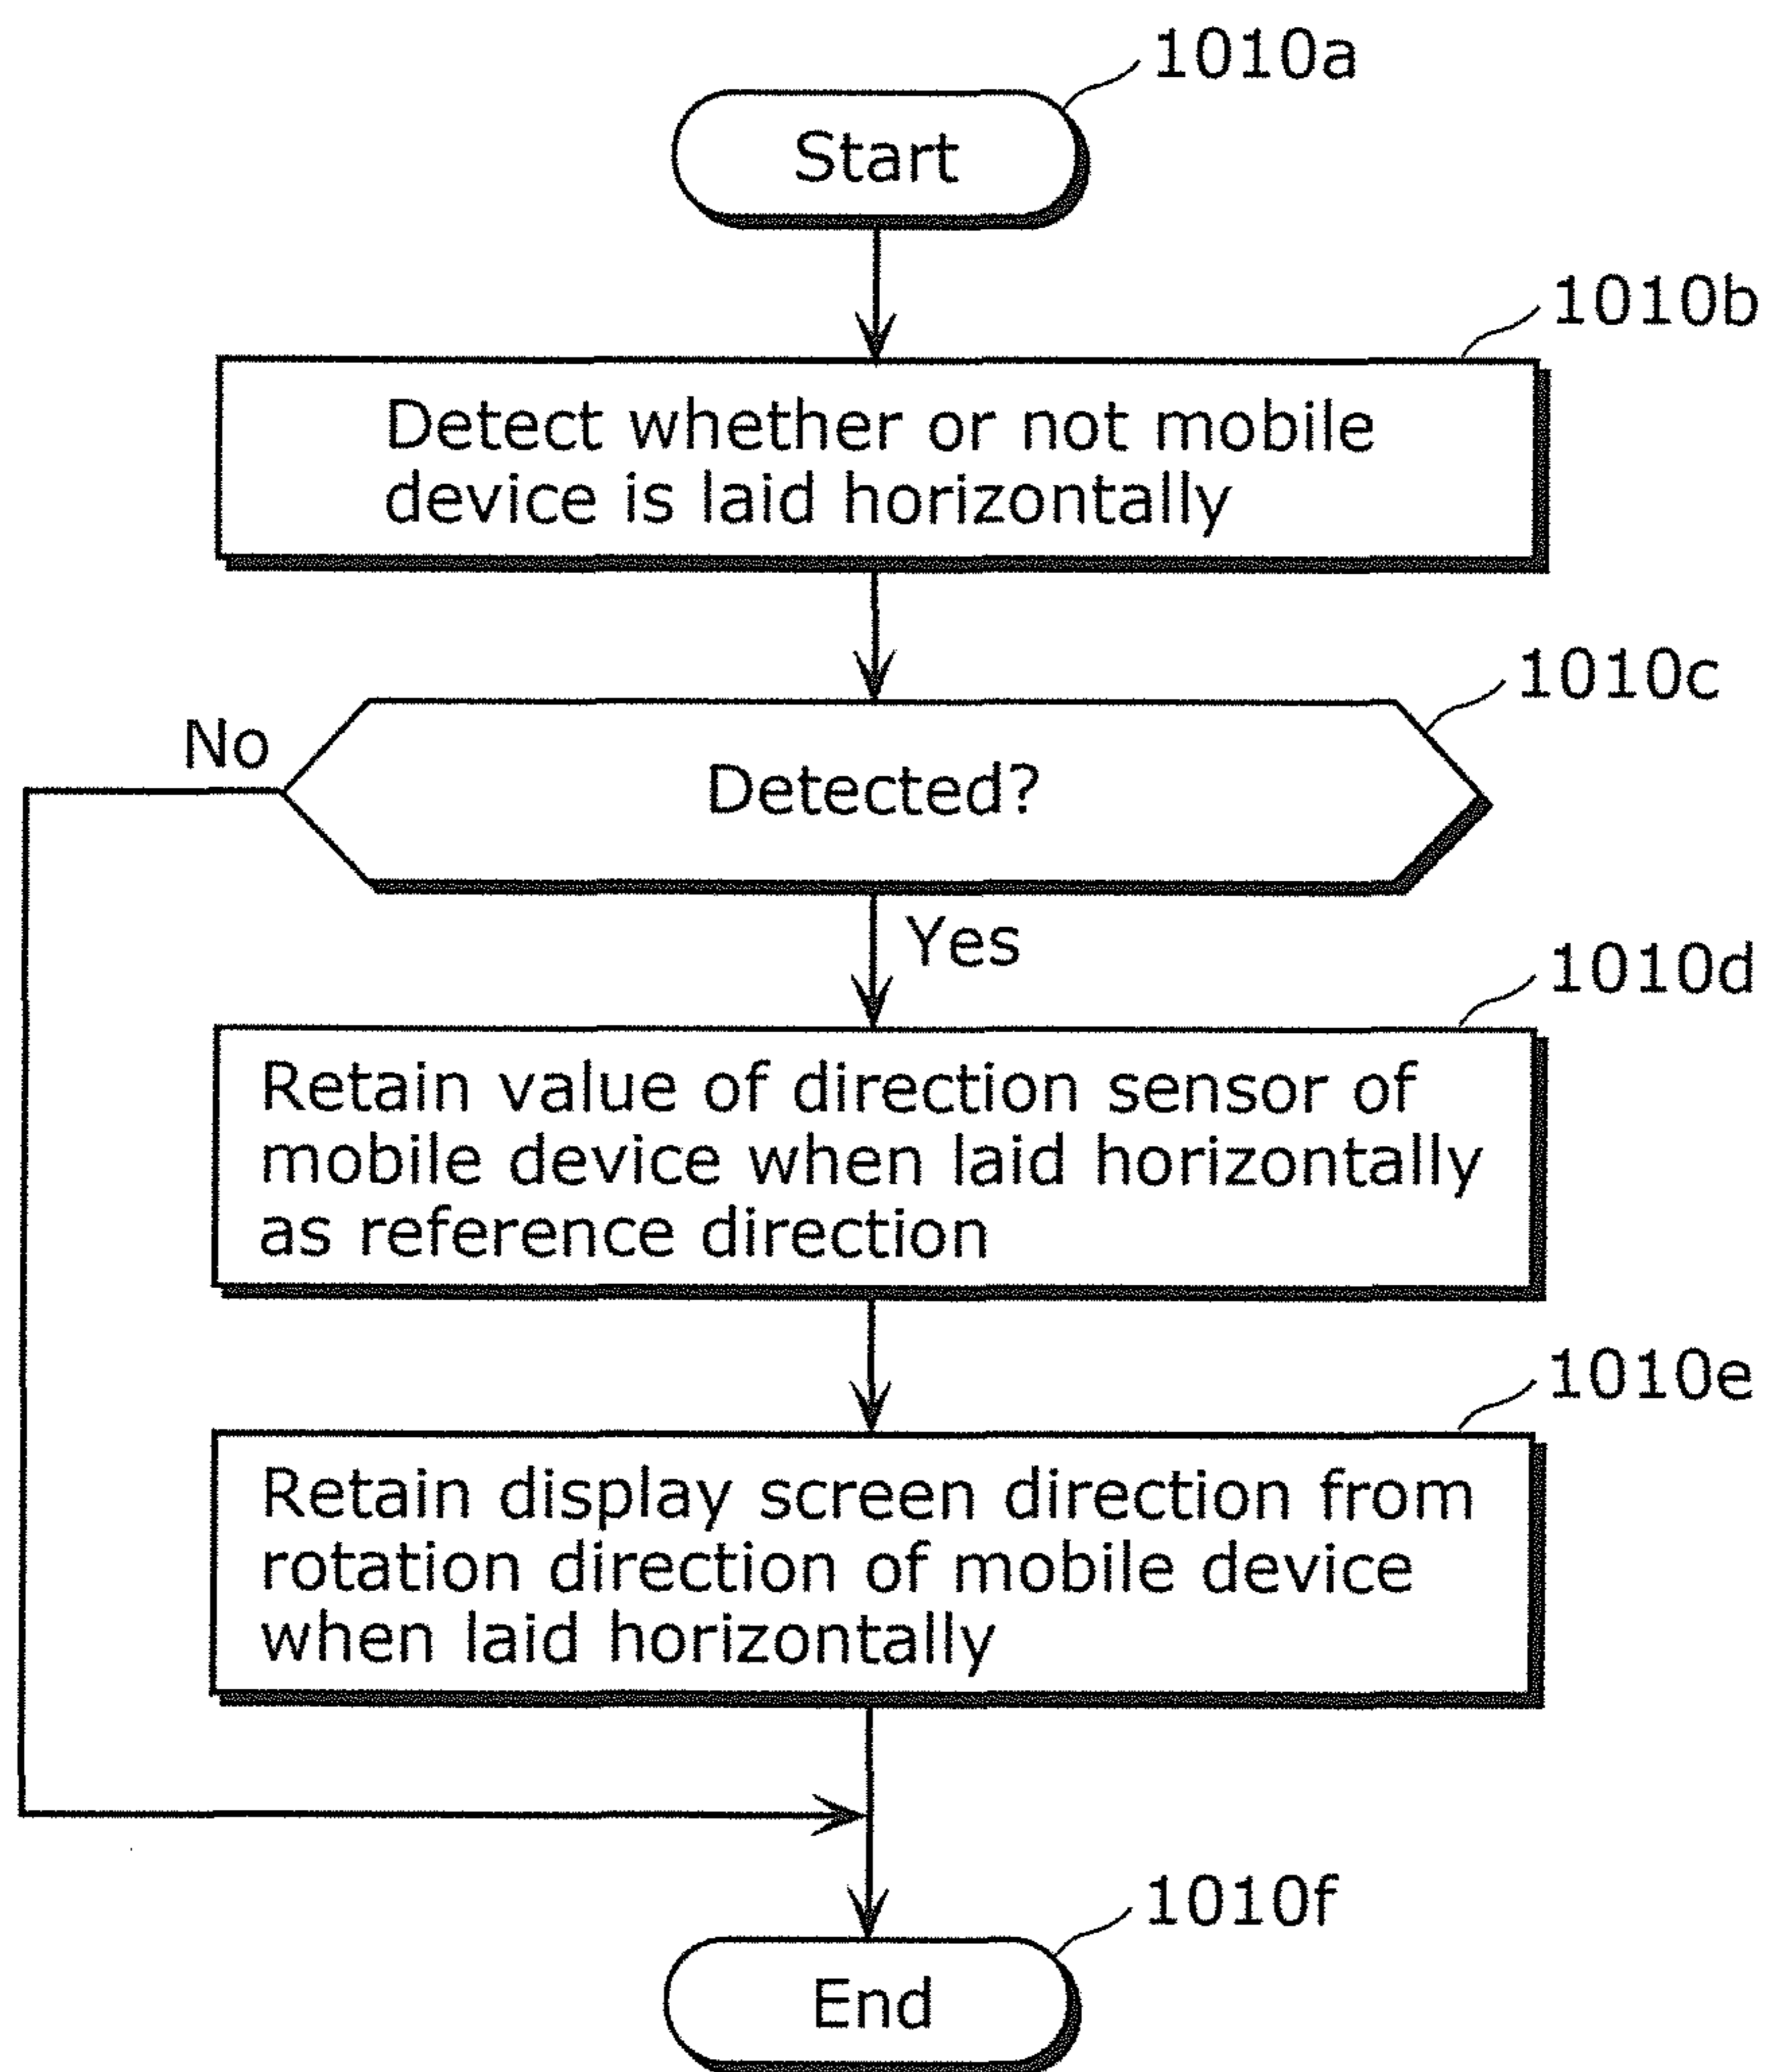 1010a
Start
1010b
Detect whether or not mobile
device is laid horizontally
1010c
No
Detected?
Yes
1010d
Retain value of direction sensor of
mobile device when laid horizontally
as reference direction
1010e
Retain display screen direction from
rotation direction of mobile device
when laid horizontally
1010f
End